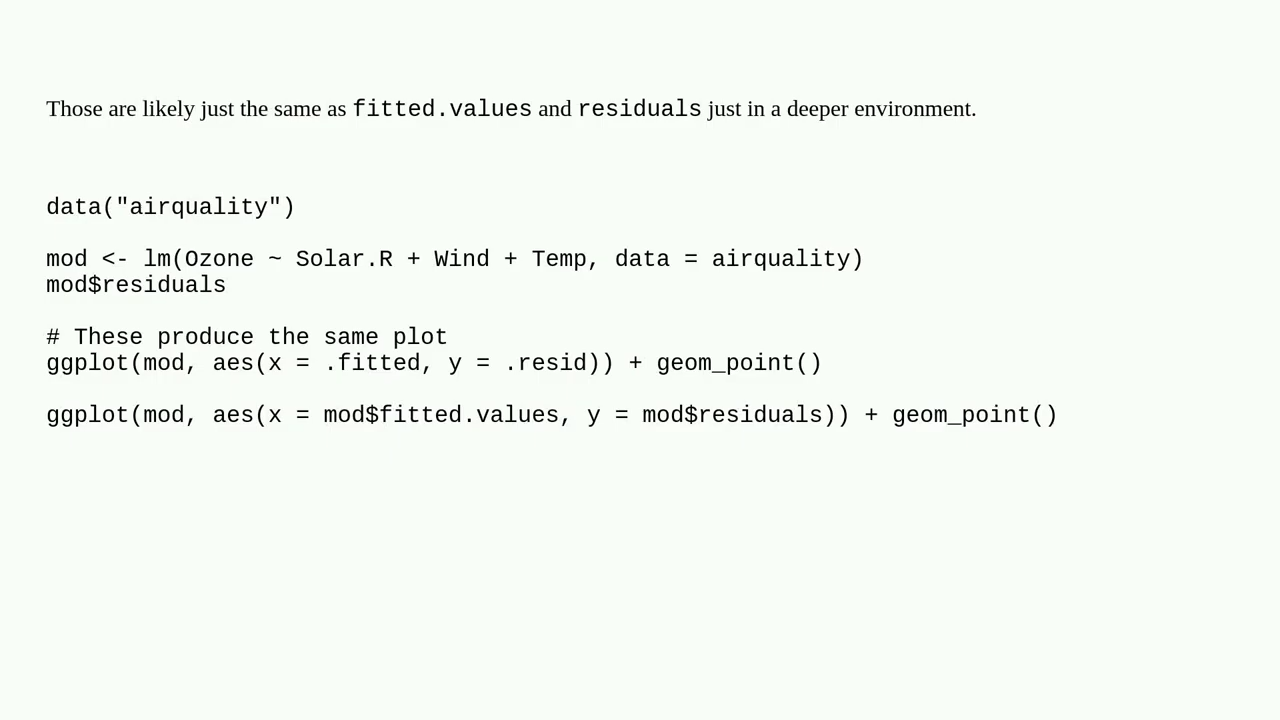 Those are likely just the same as fitted.values and residuals just in a deeper environment.
data("airquality")
mod <- lm(Ozone ~ Solar.R + Wind + Temp, data = airquality)
mod$residuals
# These produce the same plot
ggplot(mod, aes(x = .fitted, y = .resid)) + geom_point()
ggplot(mod, aes(x = mod$fitted.values, y = mod$residuals)) + geom_point()